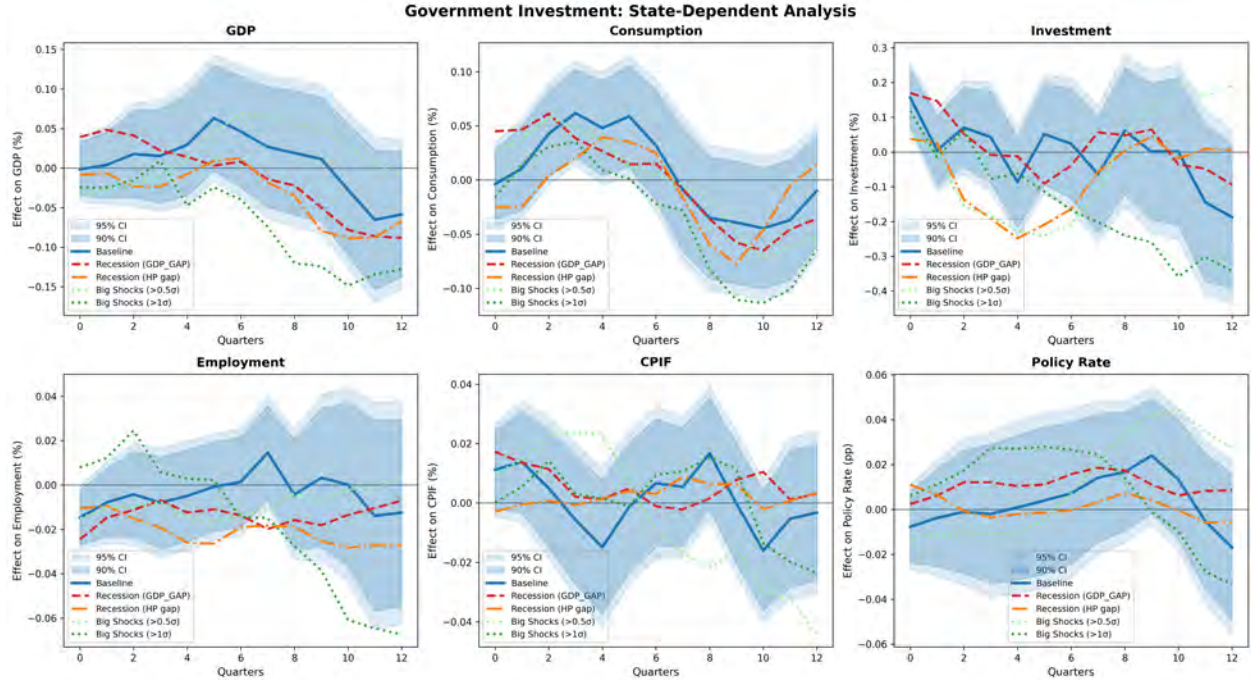 Government Investment: State-Dependent Analysis
GDP
Effect on GDP (%)
0.15
0.10
0.05
0.00
−0.05
−0.10
−0.15
95% CI
90% CI
Baseline
Recession (GDP_GAP)
Recession (HP gap)
Big Shocks (>0.5σ)
Big Shocks (>1σ)
0 2 4 6 8 10 12
Quarters
Consumption
Effect on Consumption (%)
0.10
0.05
0.00
−0.05
−0.10
95% CI
90% CI
Baseline
Recession (GDP_GAP)
Recession (HP gap)
Big Shocks (>0.5σ)
Big Shocks (>1σ)
0 2 4 6 8 10 12
Quarters
Investment
Effect on Investment (%)
0.3
0.2
0.1
0.0
−0.1
−0.2
−0.3
−0.4
95% CI
90% CI
Baseline
Recession (GDP_GAP)
Recession (HP gap)
Big Shocks (>0.5σ)
Big Shocks (>1σ)
0 2 4 6 8 10 12
Quarters
Employment
Effect on Employment (%)
0.04
0.02
0.00
−0.02
−0.04
−0.06
95% CI
90% CI
Baseline
Recession (GDP_GAP)
Recession (HP gap)
Big Shocks (>0.5σ)
Big Shocks (>1σ)
0 2 4 6 8 10 12
Quarters
CPIF
Effect on CPIF (%)
0.04
0.02
0.00
−0.02
−0.04
95% CI
90% CI
Baseline
Recession (GDP_GAP)
Recession (HP gap)
Big Shocks (>0.5σ)
Big Shocks (>1σ)
0 2 4 6 8 10 12
Quarters
Policy Rate
Effect on Policy Rate (pp)
0.06
0.04
0.02
0.00
−0.02
−0.04
−0.06
95% CI
90% CI
Baseline
Recession (GDP_GAP)
Recession (HP gap)
Big Shocks (>0.5σ)
Big Shocks (>1σ)
0 2 4 6 8 10 12
Quarters